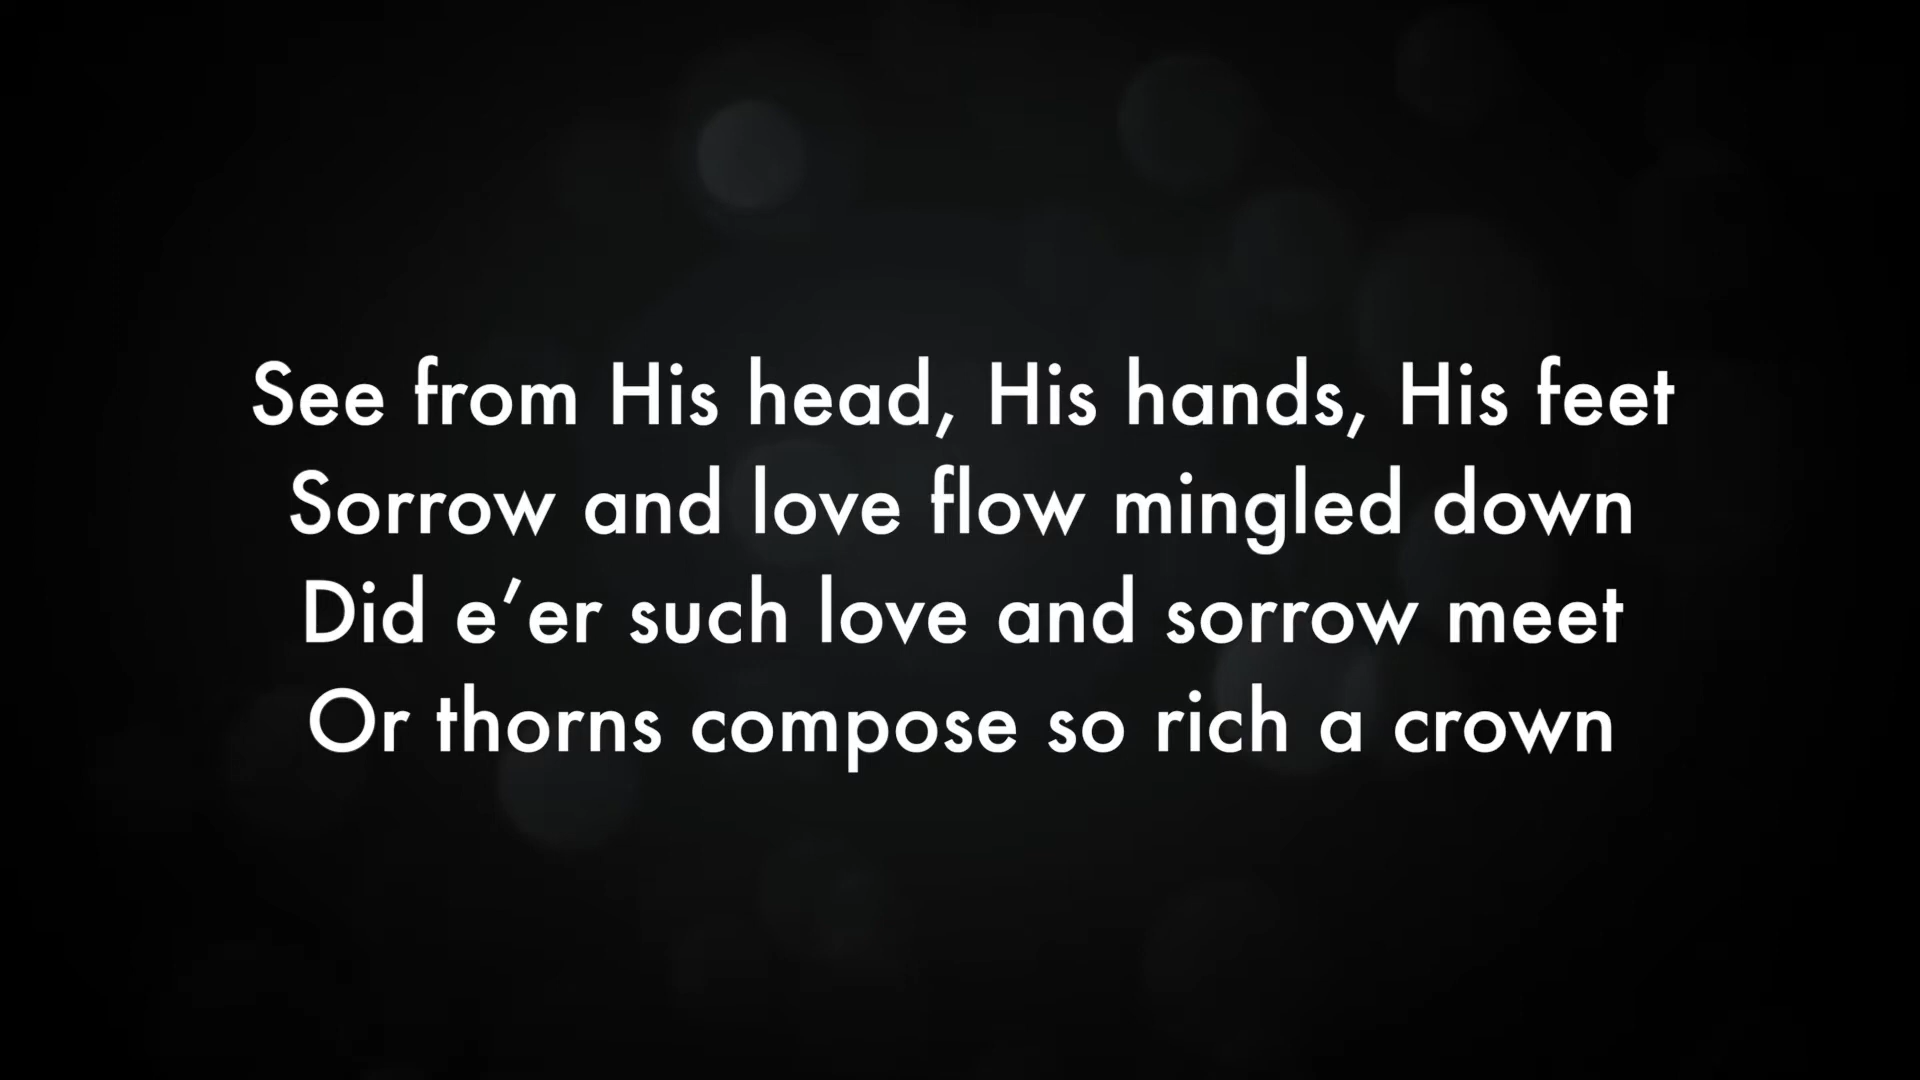 See from His head, His hands, His feet
Sorrow and love flow mingled down
Did e’er such love and sorrow meet
Or thorns compose so rich a crown